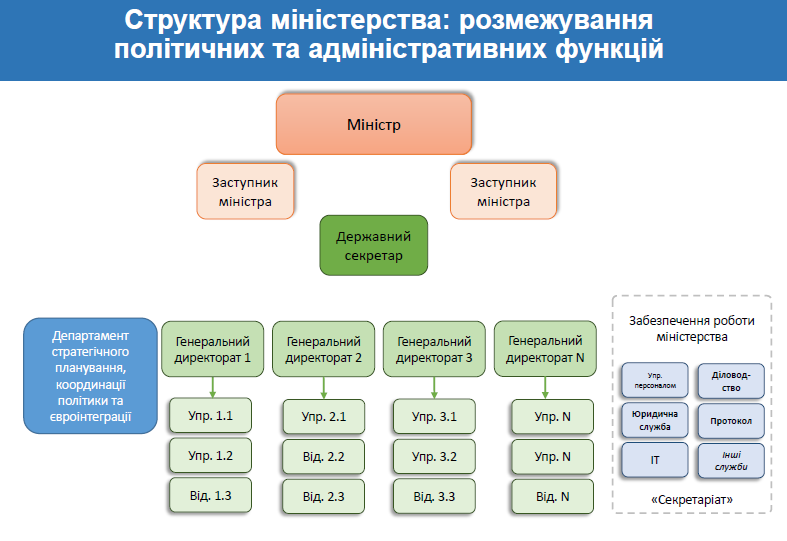 Структура міністерства: розмежування
політичних та адміністративних функцій
Міністр
Заступник
міністра
Заступник
міністра
Державний
секретар
Департамент
стратегічного
планування,
координації
політики та
євроінтеграції
Генеральний
директорат 1
Упр. 1.1
Упр. 1.2
Від. 1.3
Генеральний
директорат 2
Упр. 2.1
Від. 2.2
Від. 2.3
Генеральний
директорат 3
Упр. 3.1
Упр. 3.2
Від. 3.3
Генеральний
директорат N
Упр. N
Упр. N
Від. N
Забезпечення роботи
міністерства
Упр.
персоналом
Діловод-
ство
Юридична
служба
Протокол
ІТ
Інші
служби
«Секретаріат»